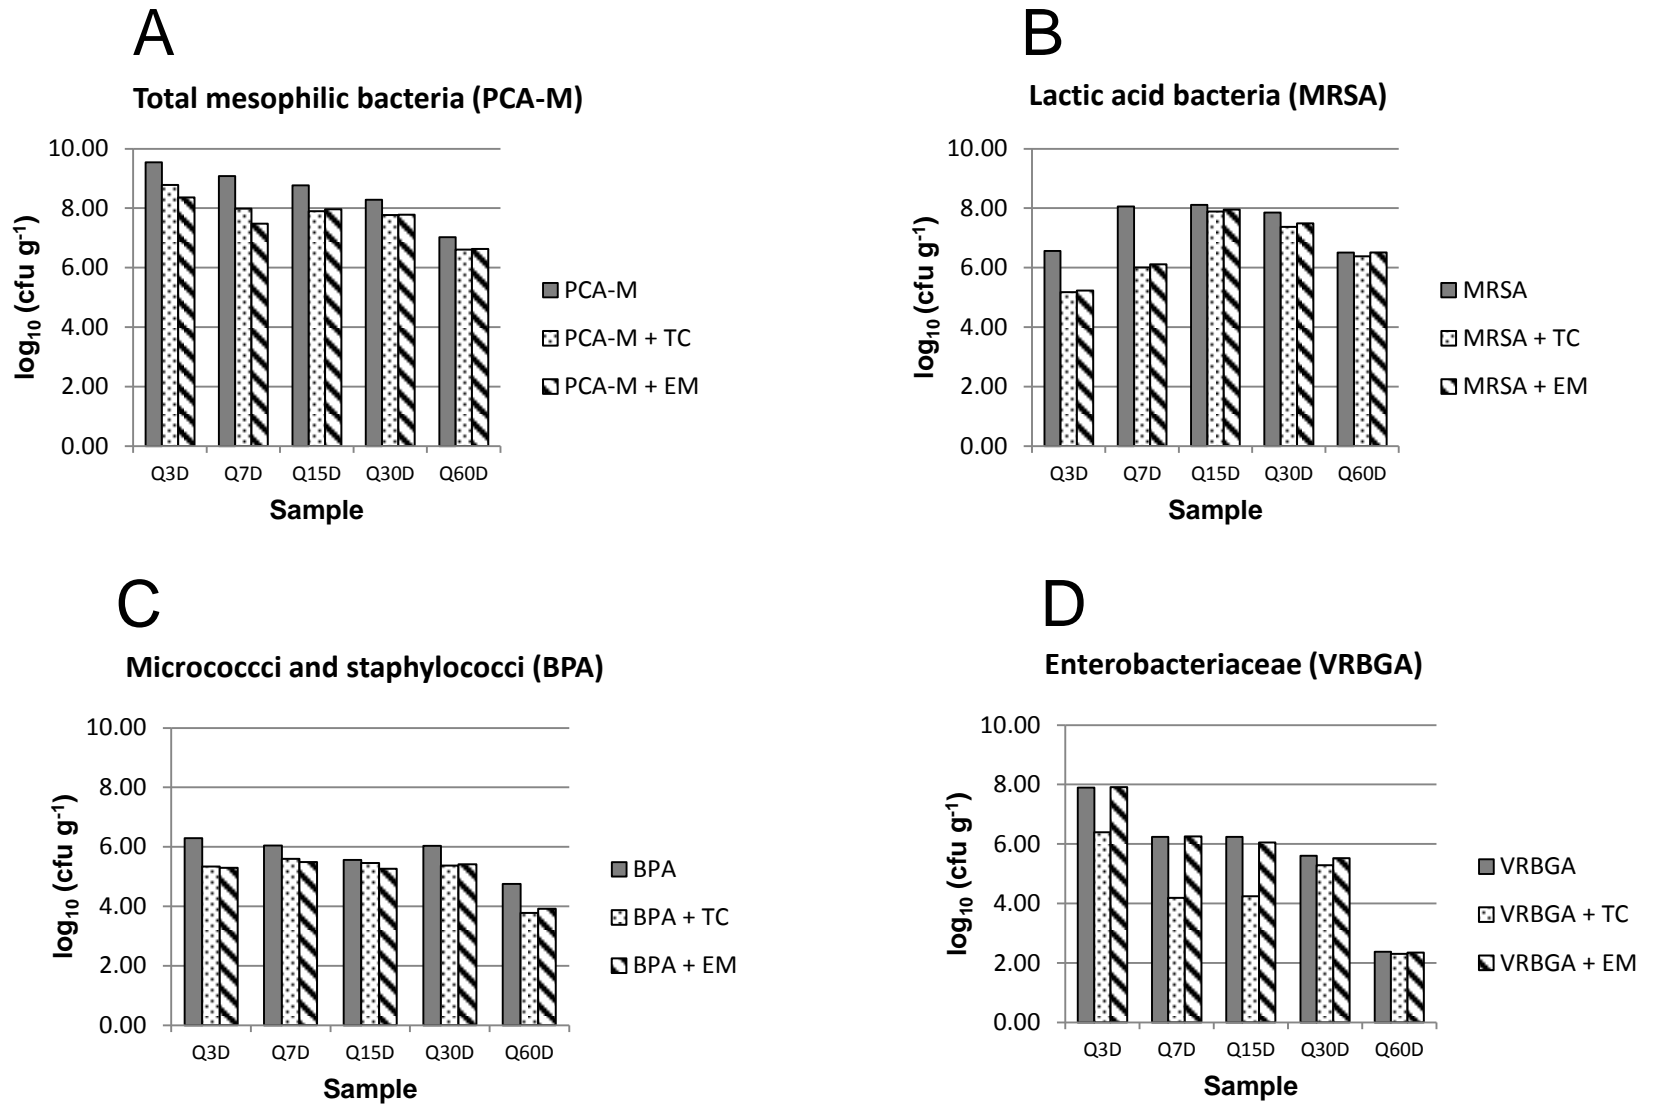 A
Total mesophilic bacteria (PCA-M)
10.00
8.00
6.00
4.00
2.00
0.00
log10 (cfu g-1)
Q3D Q7D Q15D Q30D Q60D
Sample
PCA-M
PCA-M + TC
PCA-M + EM
B
Lactic acid bacteria (MRSA)
10.00
8.00
6.00
4.00
2.00
0.00
log10 (cfu g-1)
Q3D Q7D Q15D Q30D Q60D
Sample
MRSA
MRSA + TC
MRSA + EM
C
Micrococcci and staphylococci (BPA)
10.00
8.00
6.00
4.00
2.00
0.00
log10 (cfu g-1)
Q3D Q7D Q15D Q30D Q60D
Sample
BPA
BPA + TC
BPA + EM
D
Enterobacteriaceae (VRBGA)
10.00
8.00
6.00
4.00
2.00
0.00
log10 (cfu g-1)
Q3D Q7D Q15D Q30D Q60D
Sample
VRBGA
VRBGA + TC
VRBGA + EM